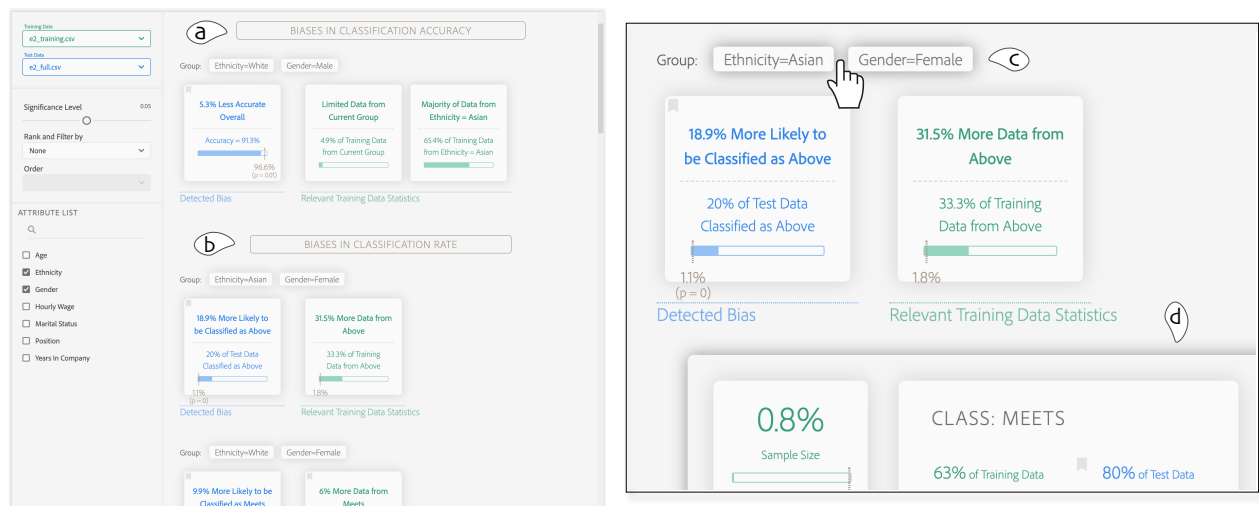 Training Data
e2_training.csv
Test Data
e2_full.csv
Significance Level 0.05
Rank and Filter by
None
Order
ATTRIBUTE LIST
Age
Ethnicity
Gender
Hourly Wage
Marital Status
Position
Years In Company
a
BIASES IN CLASSIFICATION ACCURACY
Group: Ethnicity=White Gender=Male
5.3% Less Accurate
Overall
Accuracy = 91.3%
96.6%
(p = 0.01)
Limited Data from
Current Group
4.9% of Training Data
from Current Group
Majority of Data from
Ethnicity = Asian
65.4% of Training Data
from Ethnicity = Asian
Detected Bias
Relevant Training Data Statistics
b
BIASES IN CLASSIFICATION RATE
Group: Ethnicity=Asian Gender=Female
18.9% More Likely to
be Classified as Above
20% of Test Data
Classified as Above
1.1%
(p = 0)
31.5% More Data from
Above
33.3% of Training
Data from Above
1.8%
Detected Bias
Relevant Training Data Statistics
Group: Ethnicity=White Gender=Female
9.9% More Likely to be
Classified as Meets
6% More Data from
Meets
Group: Ethnicity=Asian Gender=Female
c
18.9% More Likely to
be Classified as Above
20% of Test Data
Classified as Above
1.1%
(p = 0)
31.5% More Data from
Above
33.3% of Training
Data from Above
1.8%
Detected Bias
Relevant Training Data Statistics
d
0.8%
Sample Size
CLASS: MEETS
63% of Training Data
80% of Test Data